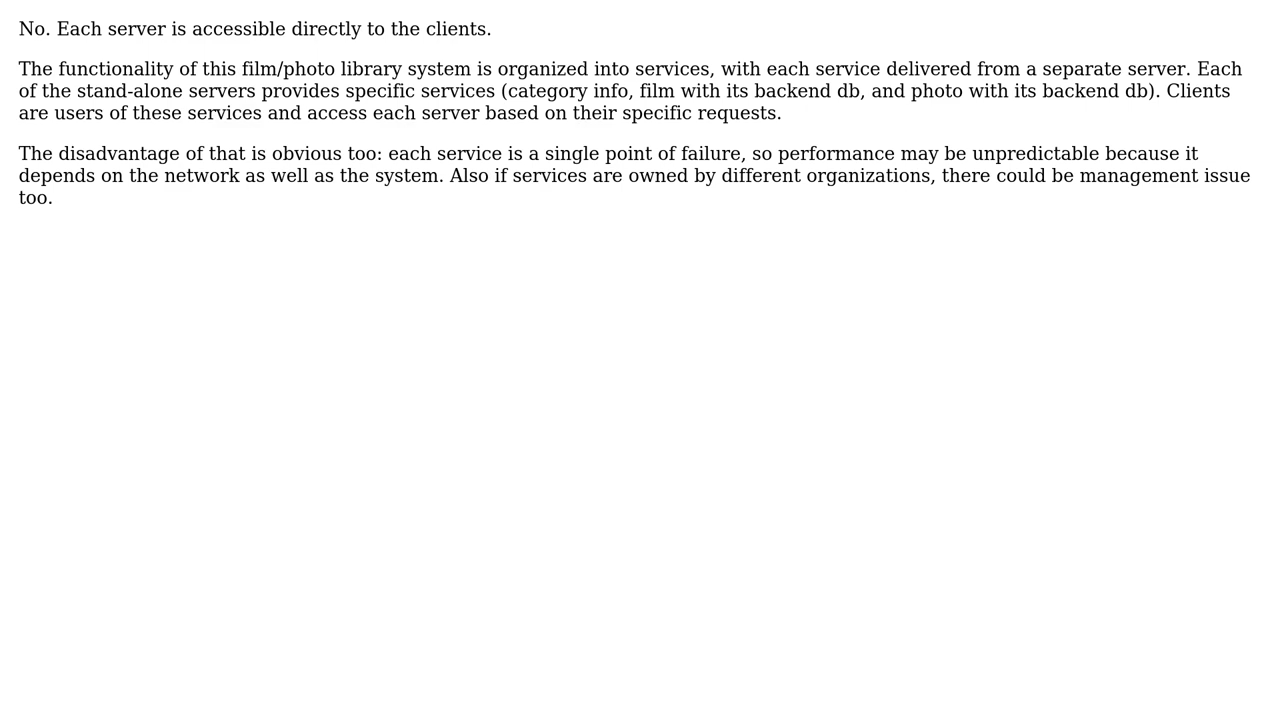 No. Each server is accessible directly to the clients.
The functionality of this film/photo library system is organized into services, with each service delivered from a separate server. Each
of the stand-alone servers provides specific services (category info, film with its backend db, and photo with its backend db). Clients
are users of these services and access each server based on their specific requests.
The disadvantage of that is obvious too: each service is a single point of failure, so performance may be unpredictable because it
depends on the network as well as the system. Also if services are owned by different organizations, there could be management issue
too.